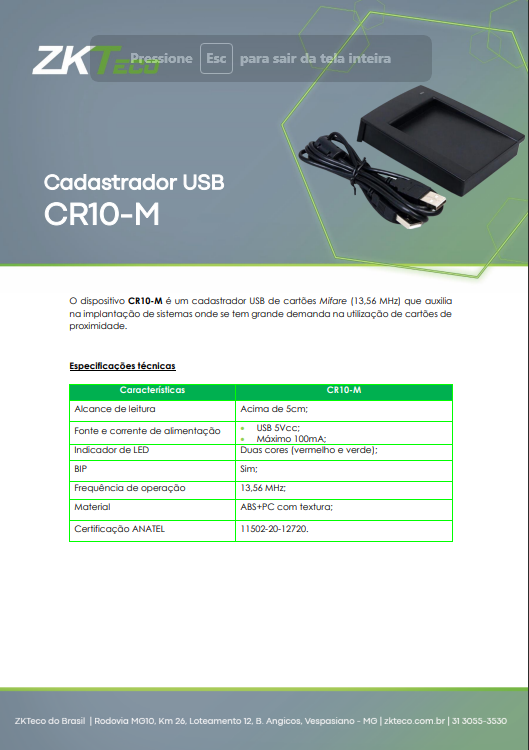 ZKTECO
Pressione Esc para sair da tela inteira
Cadastrador USB
CR10-M
O dispositivo CR10-M é um cadastrador USB de cartões Mifare (13,56 MHz) que auxilia
na implantação de sistemas onde se tem grande demanda na utilização de cartões de
proximidade.
Especificações técnicas
Características CR10-M
Alcance de leitura Acima de 5cm;
Fonte e corrente de alimentação • USB 5Vcc;
• Máximo 100mA;
Indicador de LED Duas cores (vermelho e verde);
BIP Sim;
Frequência de operação 13,56 MHz;
Material ABS+PC com textura;
Certificação ANATEL 11502-20-12720.
ZKTeco do Brasil | Rodovia MG10, Km 26, Loteamento 12, B. Angicos, Vespasiano - MG | zkteco.com.br | 31 3055-3530